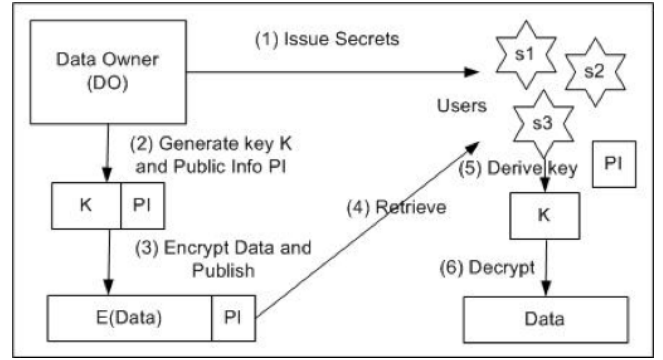 Data Owner
(DO)
(1) Issue Secrets
s1
s2
Users
s3
(2) Generate key K
and Public Info PI
K
PI
(3) Encrypt Data and
Publish
E(Data)
PI
(4) Retrieve
(5) Derive key
PI
K
(6) Decrypt
Data